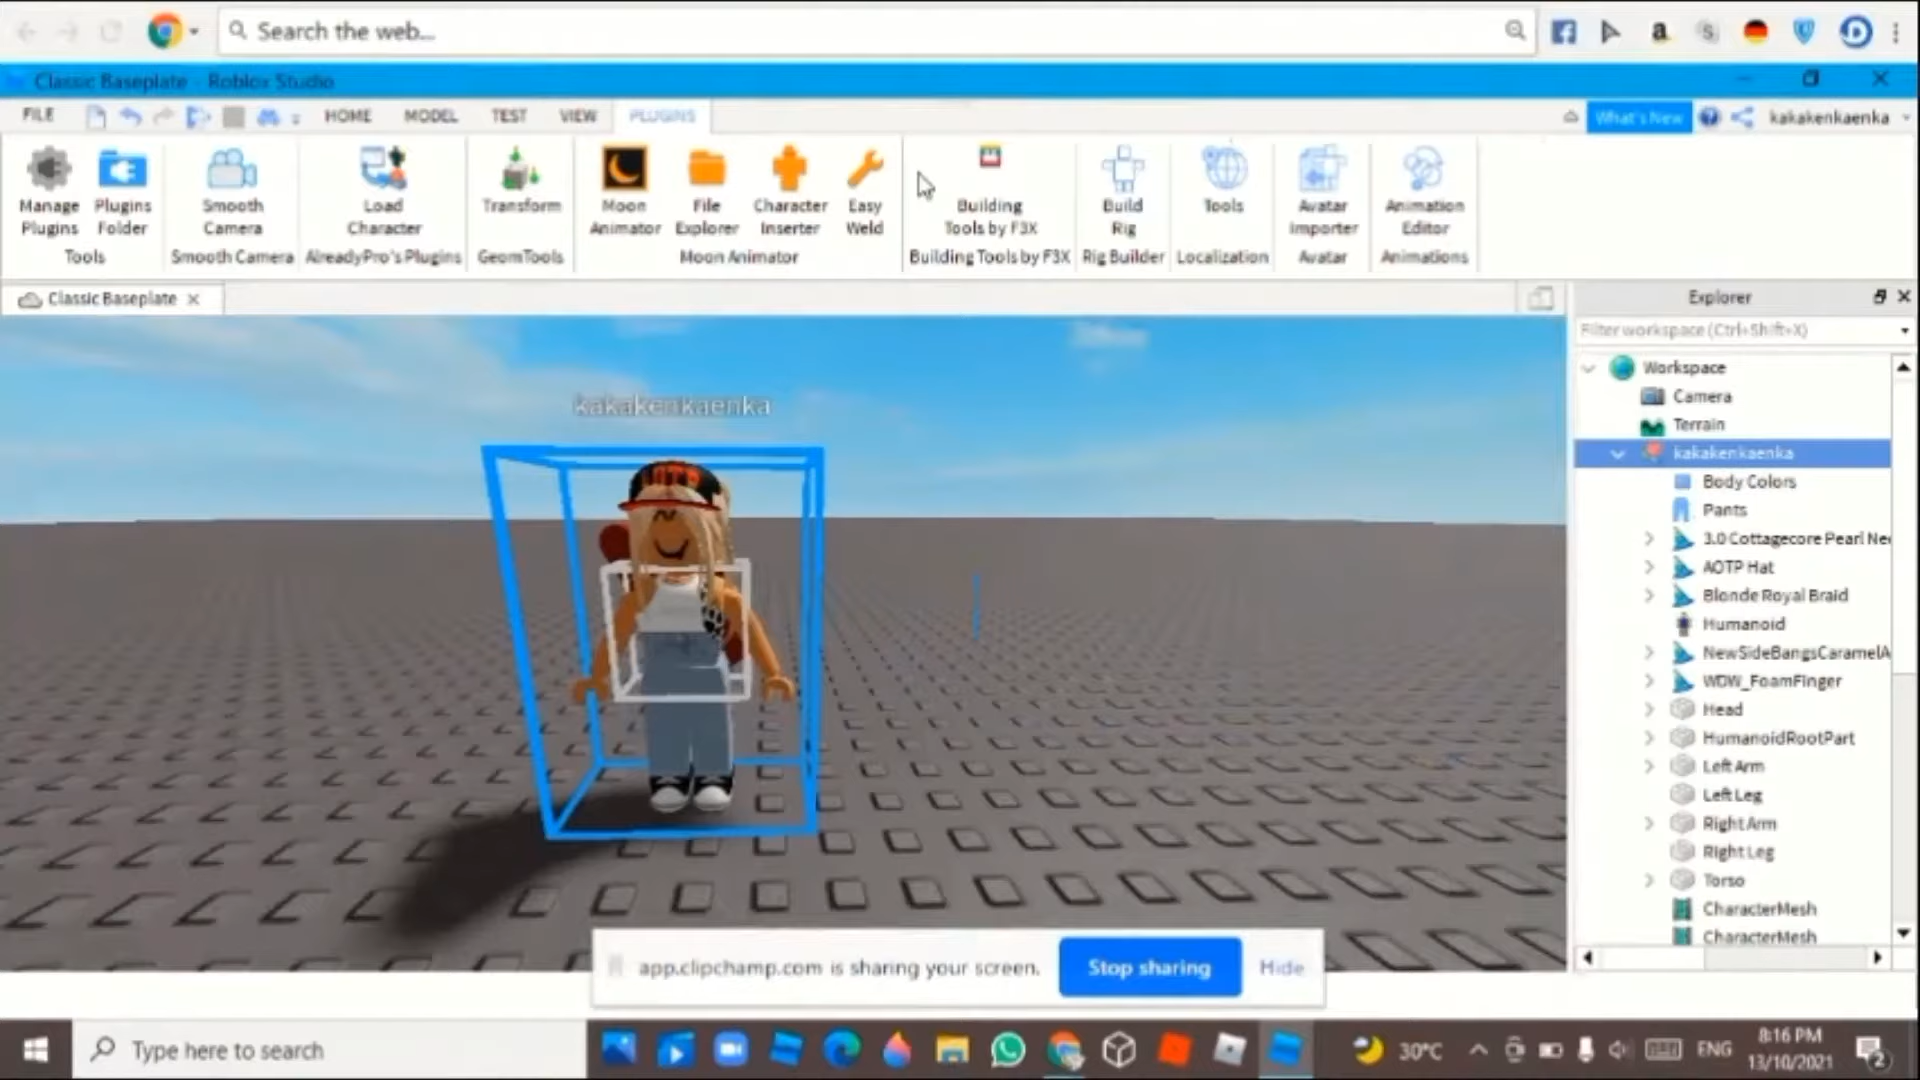 Search the web...
Classic Baseplate - Roblox Studio
FILE HOME MODEL TEST VIEW PLUGINS What's New kakakenkaenka
Manage Plugins
Plugins Folder
Smooth Camera
Load Character
Transform
Moon Animator
File Explorer
Character Inserter
Easy Weld
Building Tools by F3X
Build Rig
Tools
Avatar Importer
Animation Editor
Tools Smooth Camera AlreadyPro's Plugins GeomTools Moon Animator Building Tools by F3X Rig Builder Localization Avatar Animations
Classic Baseplate
Explorer
Filter workspace (Ctrl+Shift+X)
Workspace
Camera
Terrain
kakakenkaenka
Body Colors
Pants
3.0 Cottagecore Pearl Nec
AOTP Hat
Blonde Royal Braid
Humanoid
NewSideBangsCaramelA
WDW_FoamFinger
Head
HumanoidRootPart
Left Arm
Left Leg
Right Arm
Right Leg
Torso
CharacterMesh
CharacterMesh
kakakenkaenka
app.clipchamp.com is sharing your screen.
Stop sharing
Hide
Type here to search
30°C
ENG
8:16 PM
13/10/2021
2